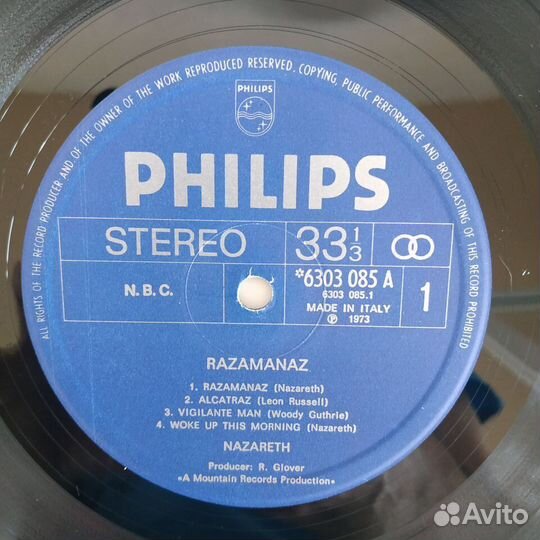 ALL RIGHTS OF THE RECORD PRODUCER AND OF THE OWNER OF THE WORK REPRODUCED RESERVED. COPYING, PUBLIC PERFORMANCE AND BROADCASTING OF THIS RECORD PROHIBITED
PHILIPS
PHILIPS
STEREO 33 1/3
N.B.C. *6303 085 A 1
6303 085.1
MADE IN ITALY
Ⓟ 1973
RAZAMANAZ
1. RAZAMANAZ (Nazareth)
2. ALCATRAZ (Leon Russell)
3. VIGILANTE MAN (Woody Guthrie)
4. WOKE UP THIS MORNING (Nazareth)
NAZARETH
Producer: R. Glover
«A Mountain Records Production»
Avito